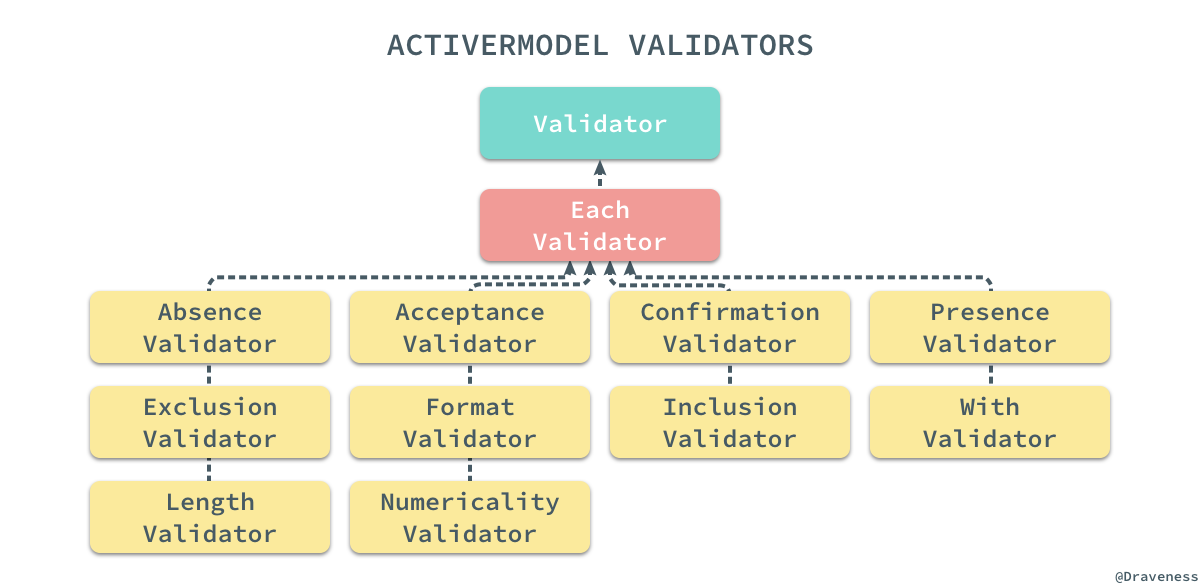 ACTIVERMODEL VALIDATORS
Validator
Each
Validator
Absence
Validator
Acceptance
Validator
Confirmation
Validator
Presence
Validator
Exclusion
Validator
Format
Validator
Inclusion
Validator
With
Validator
Length
Validator
Numericality
Validator
@Draveness